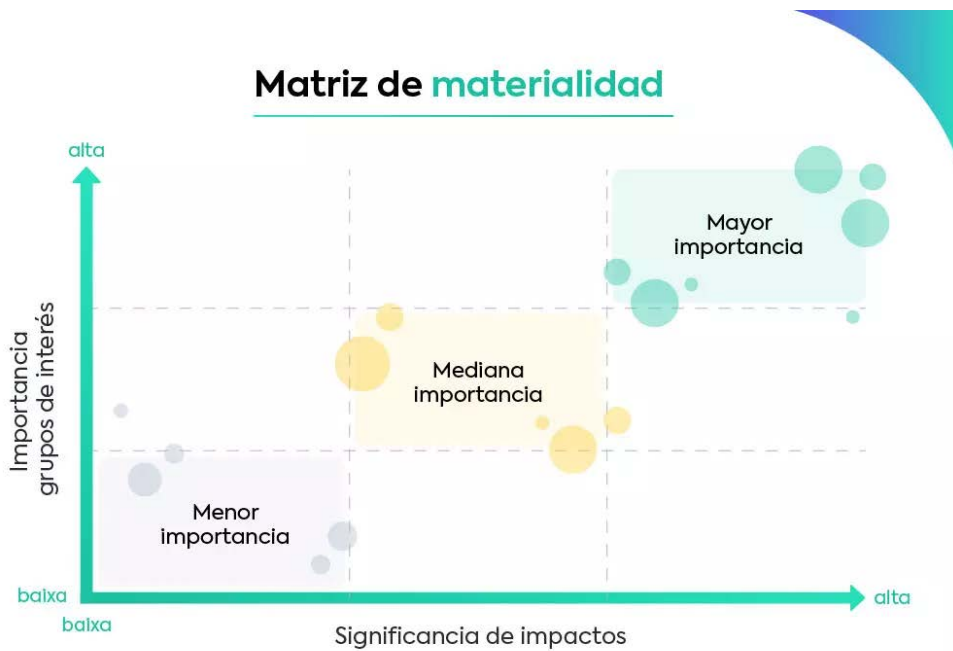 Matriz de materialidad
alta
Mayor
importancia
Importancia
grupos de interés
Mediana
importancia
Menor
importancia
baixa
baixa
alta
Significancia de impactos